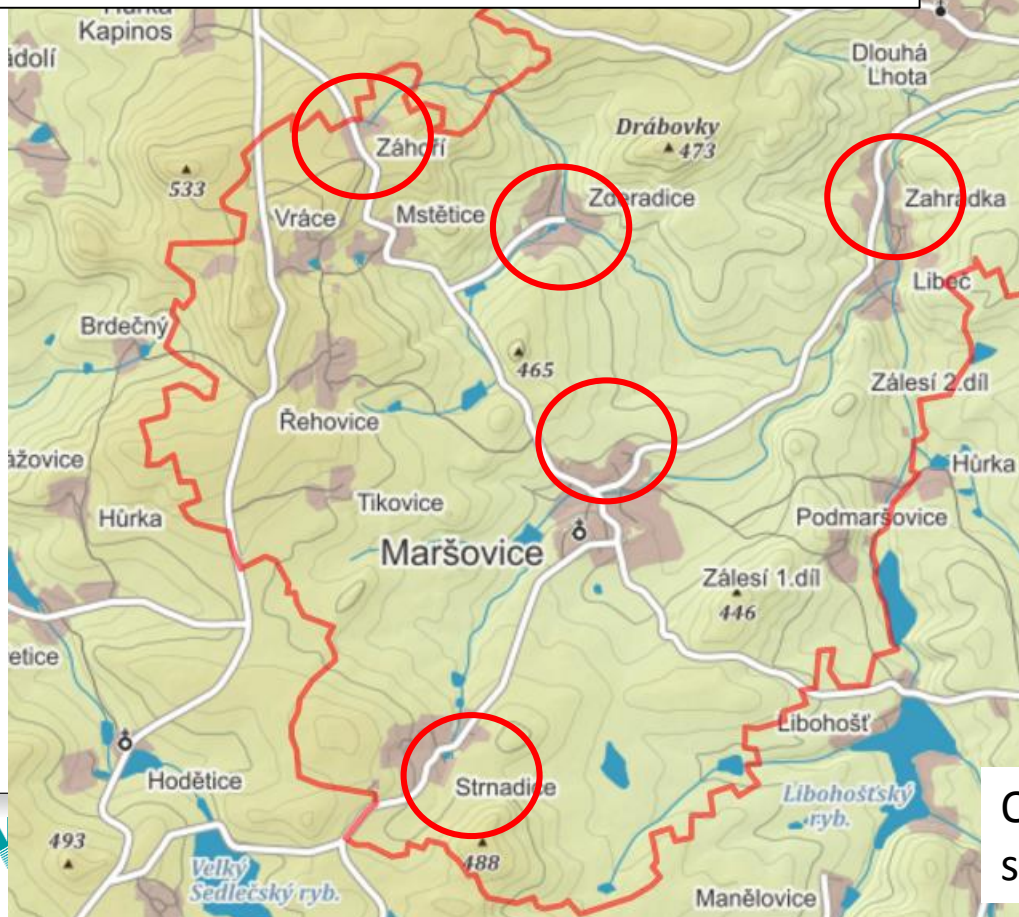 Kapinos
Dlouhá
Lhota
Drábovky
473
Záhoří
533
Zderadice
Zahrádka
Vráce
Mstětice
Libeč
Brdečný
465
Zálesí 2.díl
Řehovice
Hůrka
Tikovice
Podmaršovice
Hůrka
Maršovice
Zálesí 1.díl
446
Libohošť
Hodětice
Strnadice
Libohošťský
ryb.
493
488
Velký
Sedlečský ryb.
Manělovice